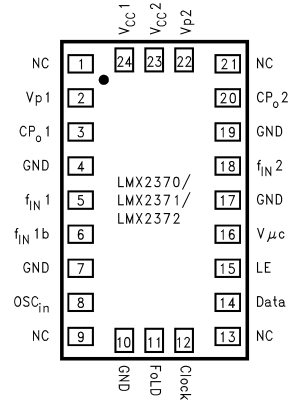 VCC1 VCC2 Vp2
24 23 22
NC 1 21 NC
Vp1 2 20 CPo2
CPo1 3 19 GND
GND 4 18 fIN2
fIN1 5 17 GND
fIN1b 6 16 Vμc
GND 7 15 LE
OSCin 8 14 Data
NC 9 13 NC
LMX2370/
LMX2371/
LMX2372
10 11 12
GND FoLD Clock